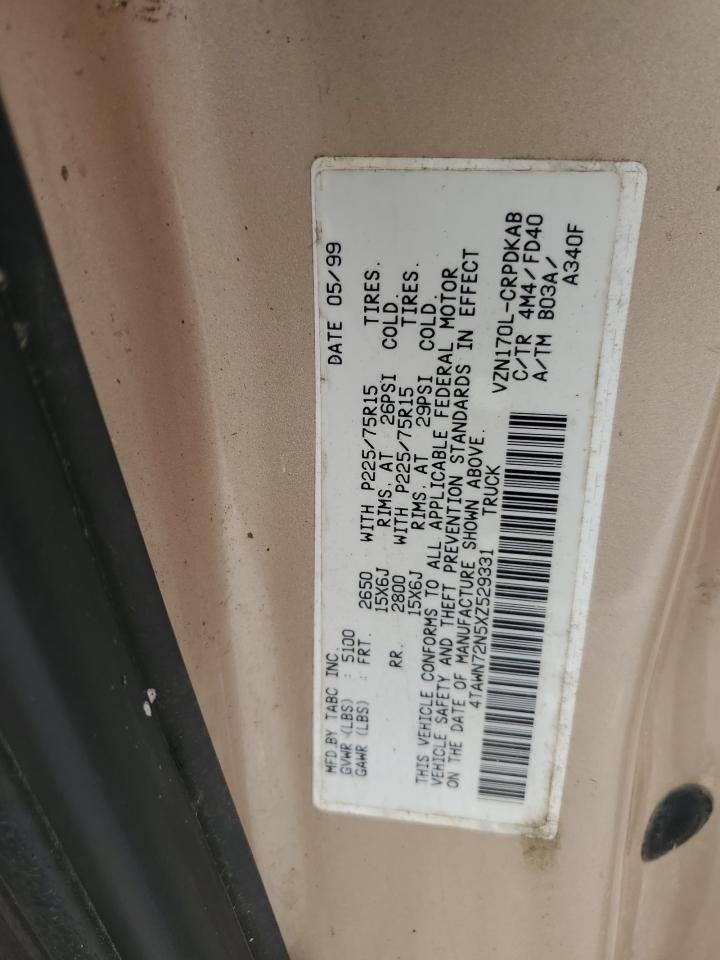 MFD BY TABC INC. DATE 05/99
GVWR (LBS) : 5100
GAWR (LBS) : FRT. 2650 WITH P225/75R15 TIRES.
15X6J RIMS. AT 26PSI COLD.
RR. 2800 WITH P225/75R15 TIRES.
15X6J RIMS. AT 29PSI COLD.
THIS VEHICLE CONFORMS TO ALL APPLICABLE FEDERAL MOTOR
VEHICLE SAFETY AND THEFT PREVENTION STANDARDS IN EFFECT
ON THE DATE OF MANUFACTURE SHOWN ABOVE.
4TAWN72N5XZ529331 TRUCK
VZN170L-CRPDKAB
C/TR 4M4/FD40
A/TM B03A/
A340F